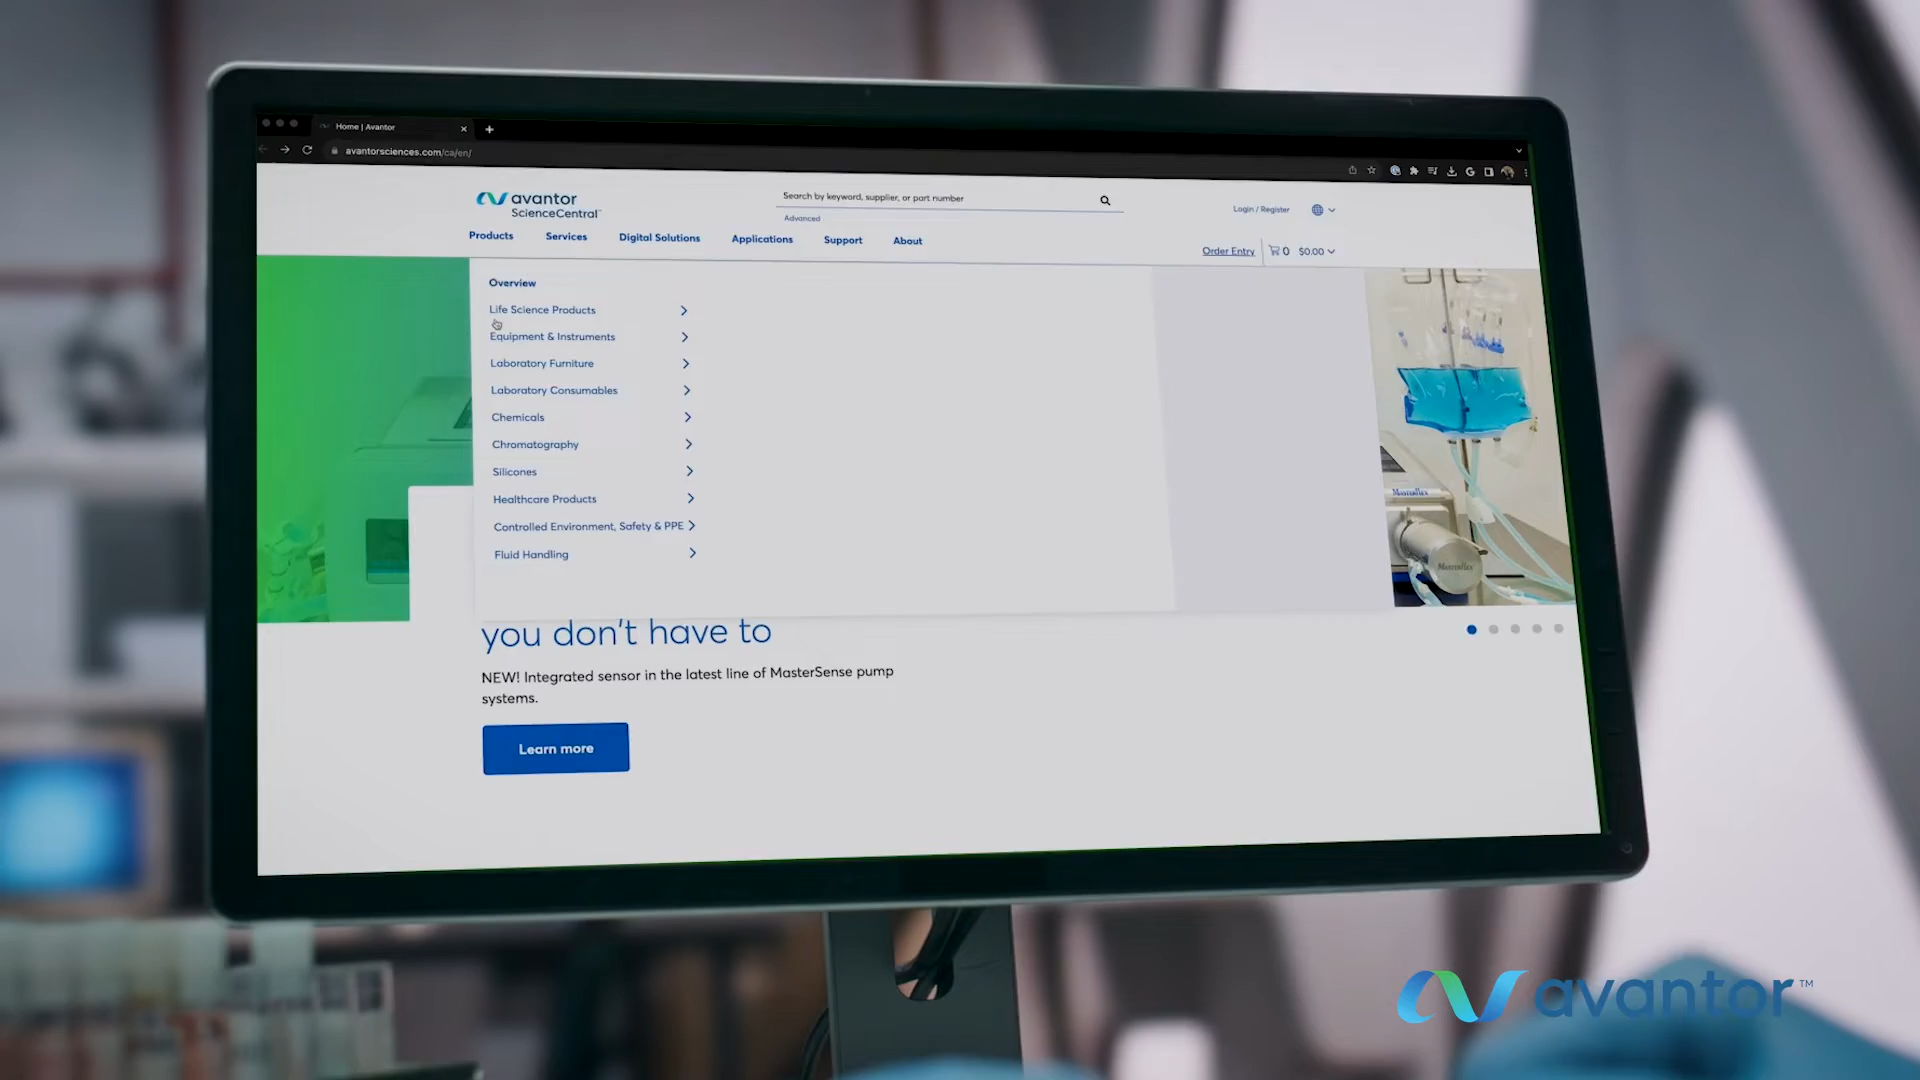 Home | Avantor
avantorsciences.com/ca/en/
avantor
ScienceCentral
Search by keyword, supplier, or part number
Advanced
Login / Register
Products Services Digital Solutions Applications Support About
Order Entry 0 $0.00
Overview
Life Science Products
Equipment & Instruments
Laboratory Furniture
Laboratory Consumables
Chemicals
Chromatography
Silicones
Healthcare Products
Controlled Environment, Safety & PPE
Fluid Handling
Masterflex
Masterflex
you don't have to
NEW! Integrated sensor in the latest line of MasterSense pump
systems.
Learn more
avantor™